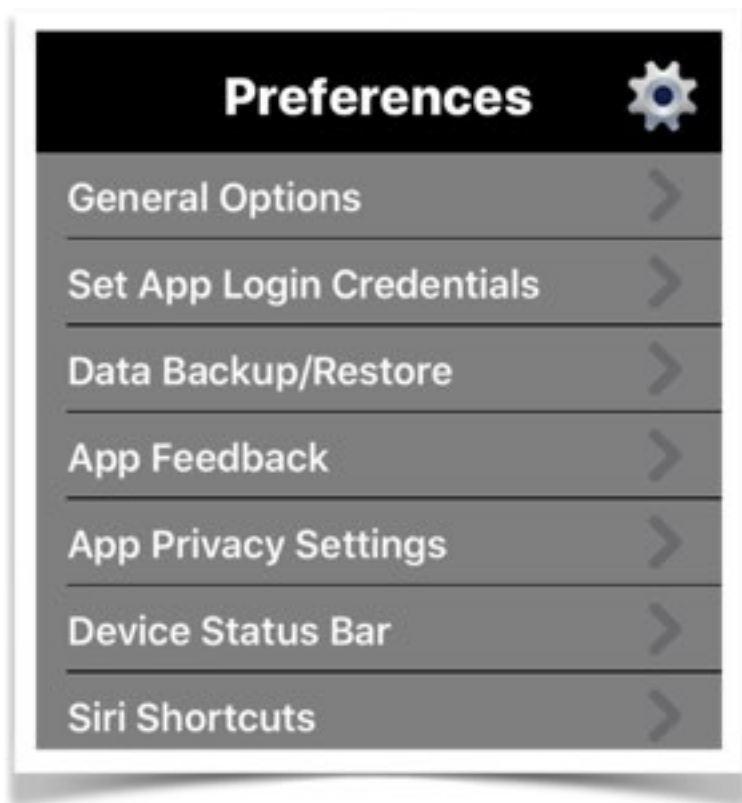 Preferences
General Options
Set App Login Credentials
Data Backup/Restore
App Feedback
App Privacy Settings
Device Status Bar
Siri Shortcuts